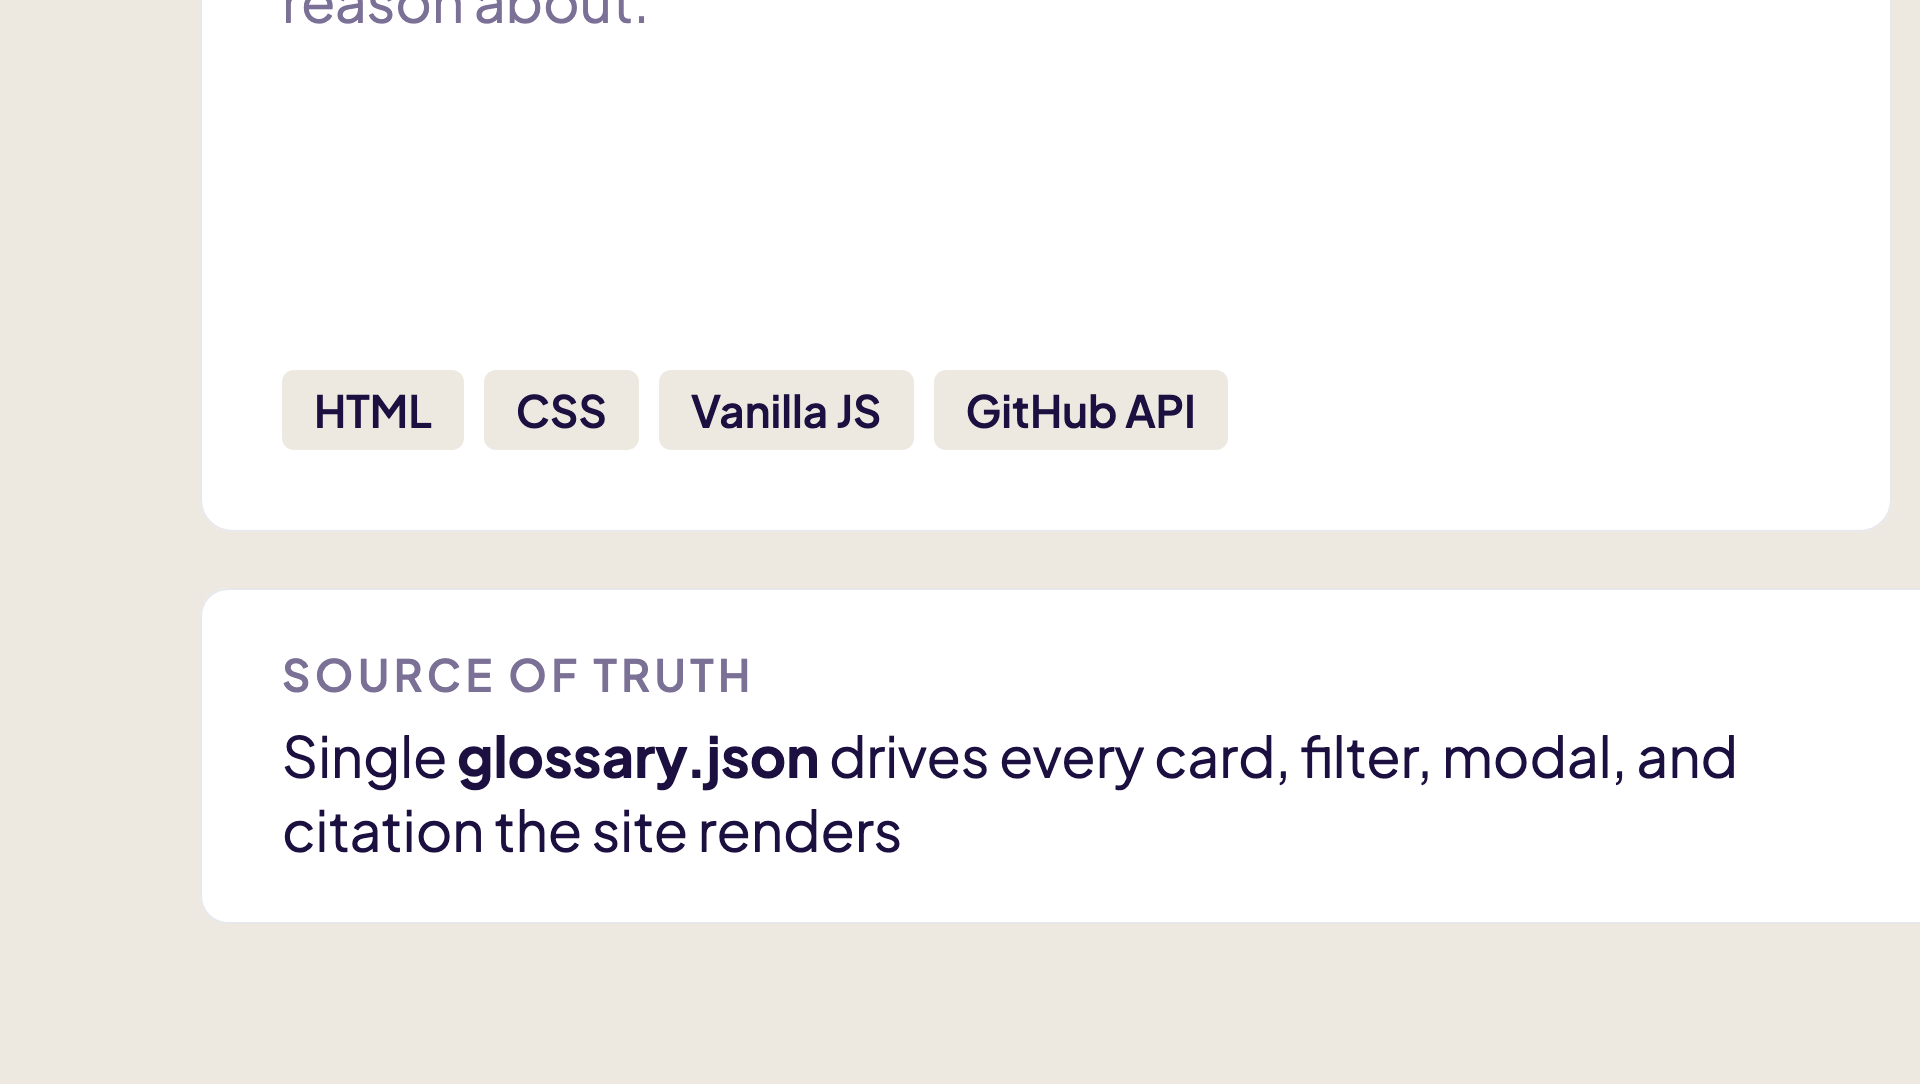 reason about.
HTML CSS Vanilla JS GitHub API
SOURCE OF TRUTH
Single glossary.json drives every card, filter, modal, and
citation the site renders